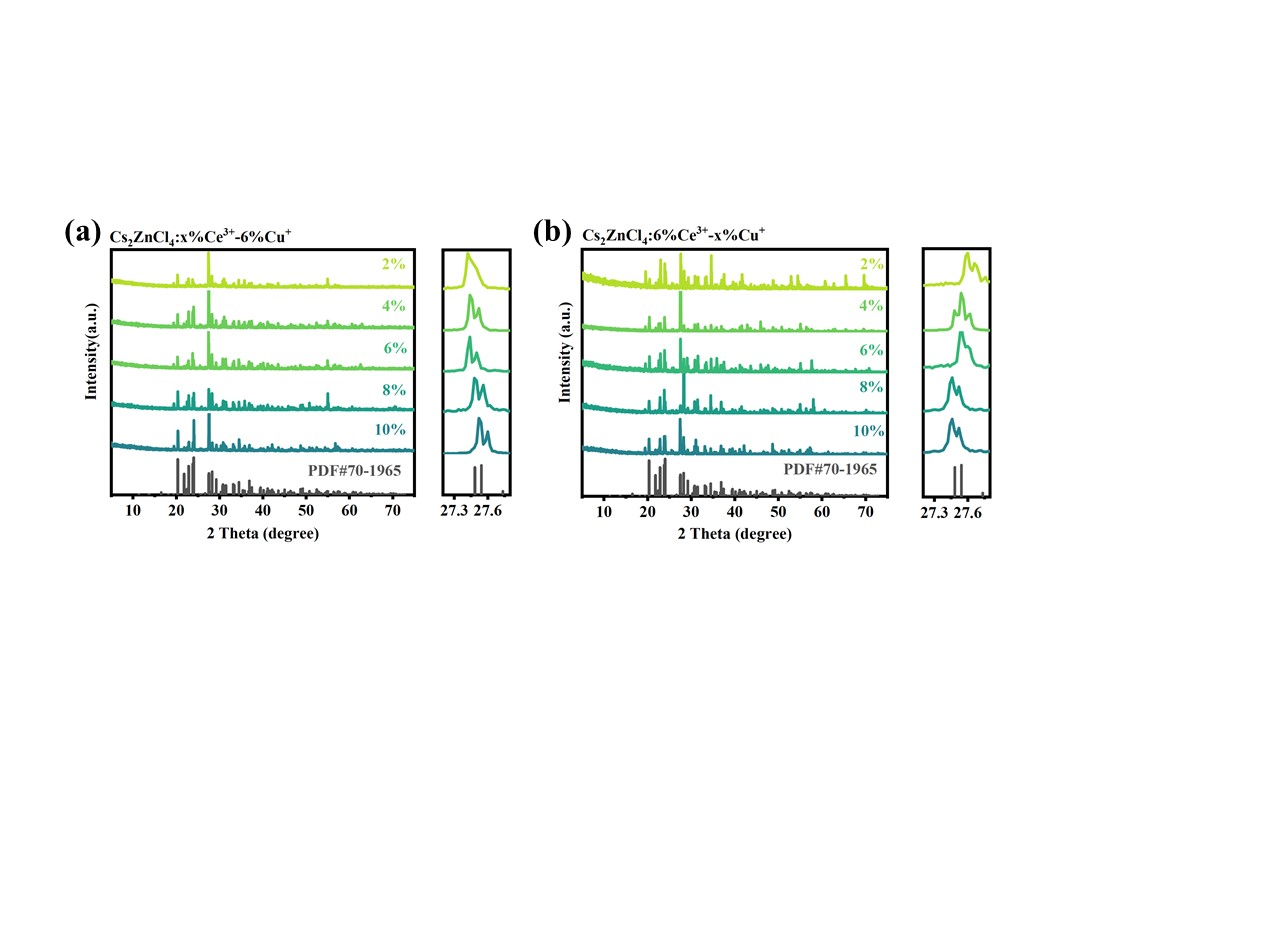 (a) Cs₂ZnCl₄:x%Ce³⁺-6%Cu⁺
Intensity(a.u.)
2%
4%
6%
8%
10%
PDF#70-1965
10 20 30 40 50 60 70
2 Theta (degree)
27.3 27.6
(b) Cs₂ZnCl₄:6%Ce³⁺-x%Cu⁺
Intensity (a.u.)
2%
4%
6%
8%
10%
PDF#70-1965
10 20 30 40 50 60 70
2 Theta (degree)
27.3 27.6